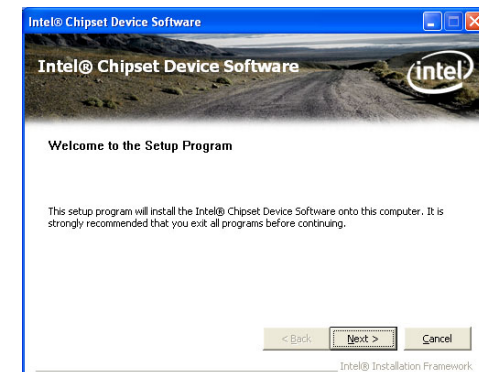 Intel® Chipset Device Software
Intel® Chipset Device Software
intel
Welcome to the Setup Program
This setup program will install the Intel® Chipset Device Software onto this computer. It is
strongly recommended that you exit all programs before continuing.
< Back Next > Cancel
Intel® Installation Framework